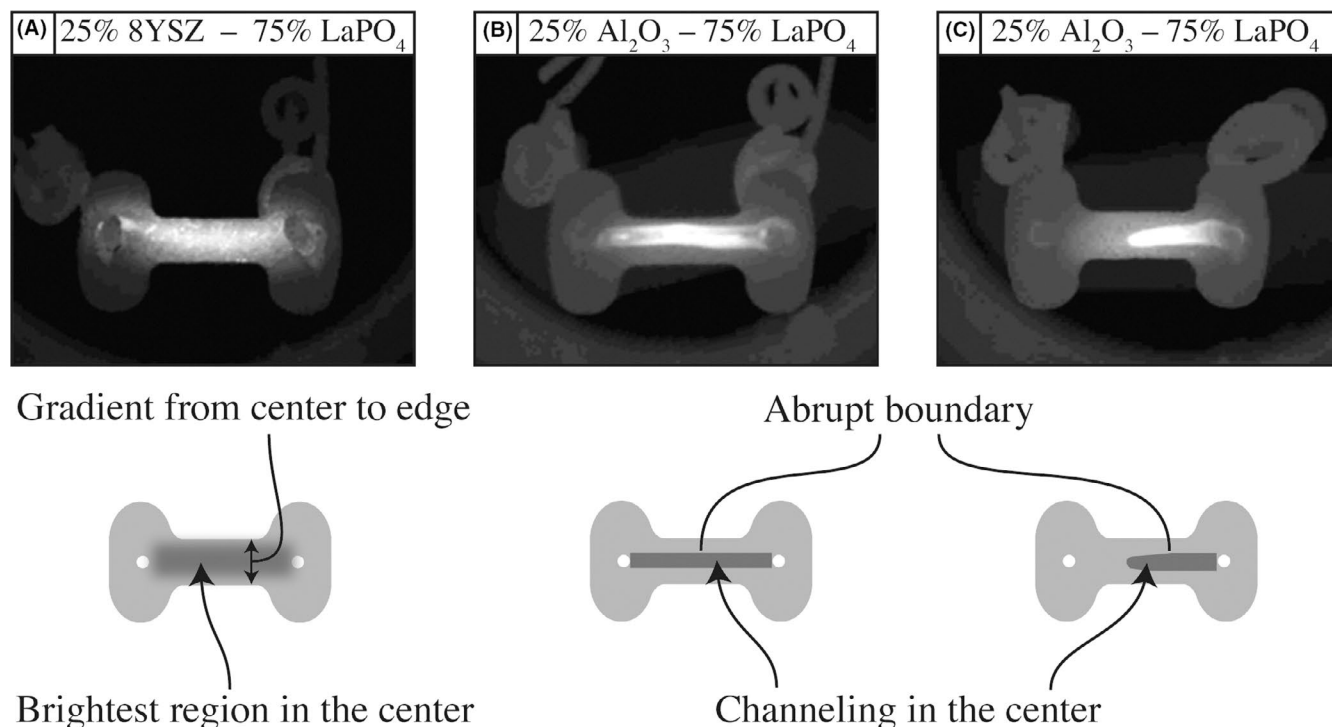 (A) 25% 8YSZ – 75% LaPO₄
(B) 25% Al₂O₃ – 75% LaPO₄
(C) 25% Al₂O₃ – 75% LaPO₄
Gradient from center to edge
Abrupt boundary
Brightest region in the center
Channeling in the center